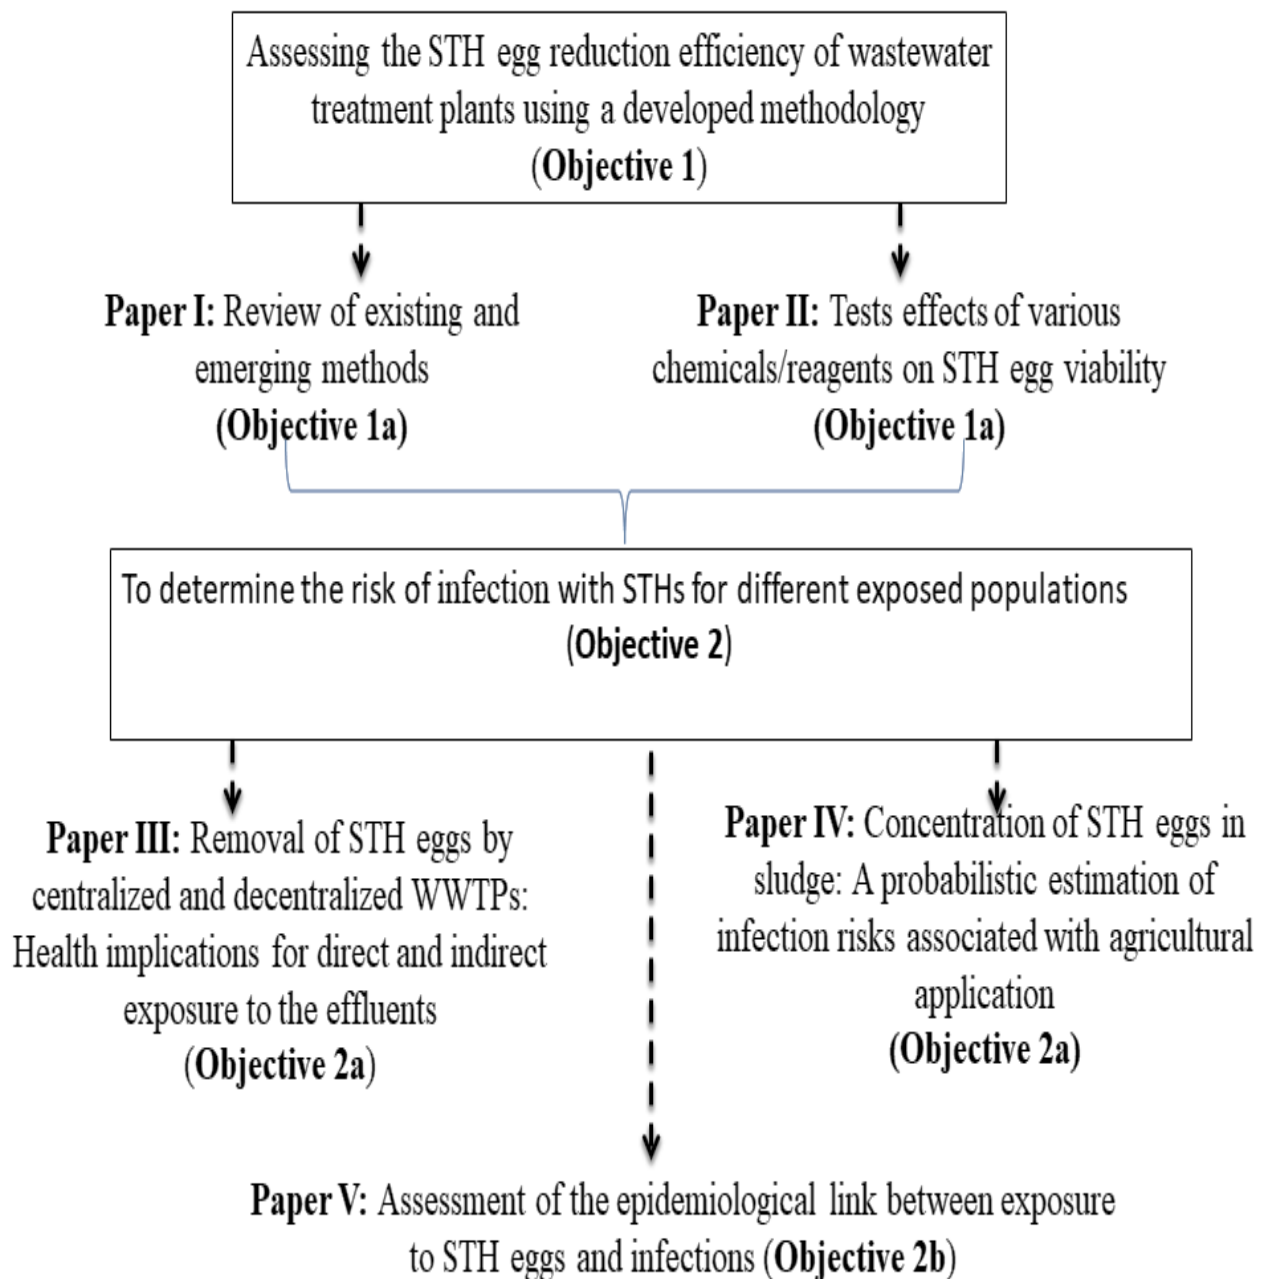 Assessing the STH egg reduction efficiency of wastewater
treatment plants using a developed methodology
(Objective 1)
Paper I: Review of existing and
emerging methods
(Objective 1a)
Paper II: Tests effects of various
chemicals/reagents on STH egg viability
(Objective 1a)
To determine the risk of infection with STHs for different exposed populations
(Objective 2)
Paper III: Removal of STH eggs by
centralized and decentralized WWTPs:
Health implications for direct and indirect
exposure to the effluents
(Objective 2a)
Paper IV: Concentration of STH eggs in
sludge: A probabilistic estimation of
infection risks associated with agricultural
application
(Objective 2a)
Paper V: Assessment of the epidemiological link between exposure
to STH eggs and infections (Objective 2b)